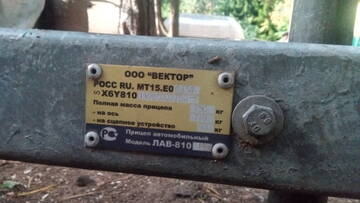 ООО "ВЕКТОР"
РОСС RU. МТ15.Е0
X6Y810
Полная масса прицепа кг
- на ось кг
- на сцепное устройство кг
РС Прицеп автомобильный
Модель ЛАВ-810